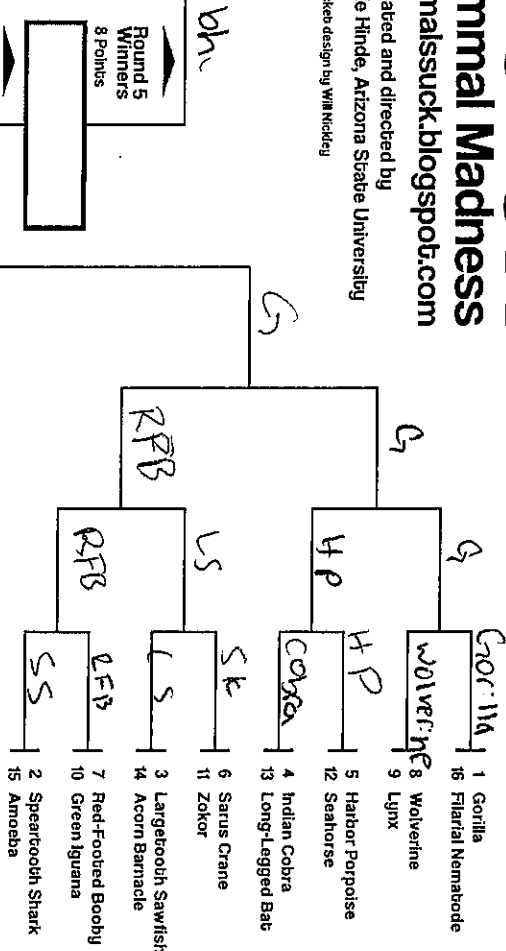 mmal Madness
malssuck.blogspot.com
ated and directed by
e Hinde, Arizona State University
cket design by Will Nickley
Round 5
Winners
8 Points
G
G
RFB
G
HP
LS
RFB
Gorilla
wolverine
HP
cobra
SK
LS
RFB
SS
1 Gorilla
16 Filarial Nematode
8 Wolverine
9 Lynx
5 Harbor Porpoise
12 Seahorse
4 Indian Cobra
13 Long-Legged Bat
6 Sarus Crane
11 Zokor
3 Largetooth Sawfish
14 Acorn Barnacle
7 Red-Footed Booby
10 Green Iguana
2 Speartooth Shark
15 Amoeba